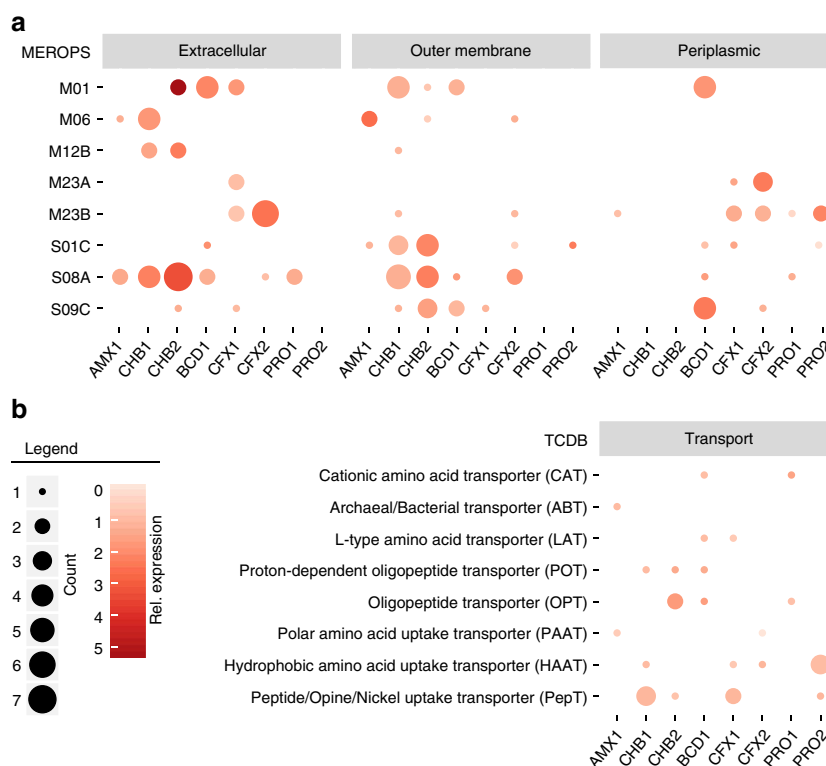 a
MEROPS Extracellular Outer membrane Periplasmic
M01
M06
M12B
M23A
M23B
S01C
S08A
S09C
AMX1 CHB1 CHB2 BCD1 CFX1 CFX2 PRO1 PRO2 AMX1 CHB1 CHB2 BCD1 CFX1 CFX2 PRO1 PRO2 AMX1 CHB1 CHB2 BCD1 CFX1 CFX2 PRO1 PRO2
b
Legend
1
2
3
4
5
6
7
Count
0
1
2
3
4
5
Rel. expression
TCDB Transport
Cationic amino acid transporter (CAT)
Archaeal/Bacterial transporter (ABT)
L-type amino acid transporter (LAT)
Proton-dependent oligopeptide transporter (POT)
Oligopeptide transporter (OPT)
Polar amino acid uptake transporter (PAAT)
Hydrophobic amino acid uptake transporter (HAAT)
Peptide/Opine/Nickel uptake transporter (PepT)
AMX1 CHB1 CHB2 BCD1 CFX1 CFX2 PRO1 PRO2